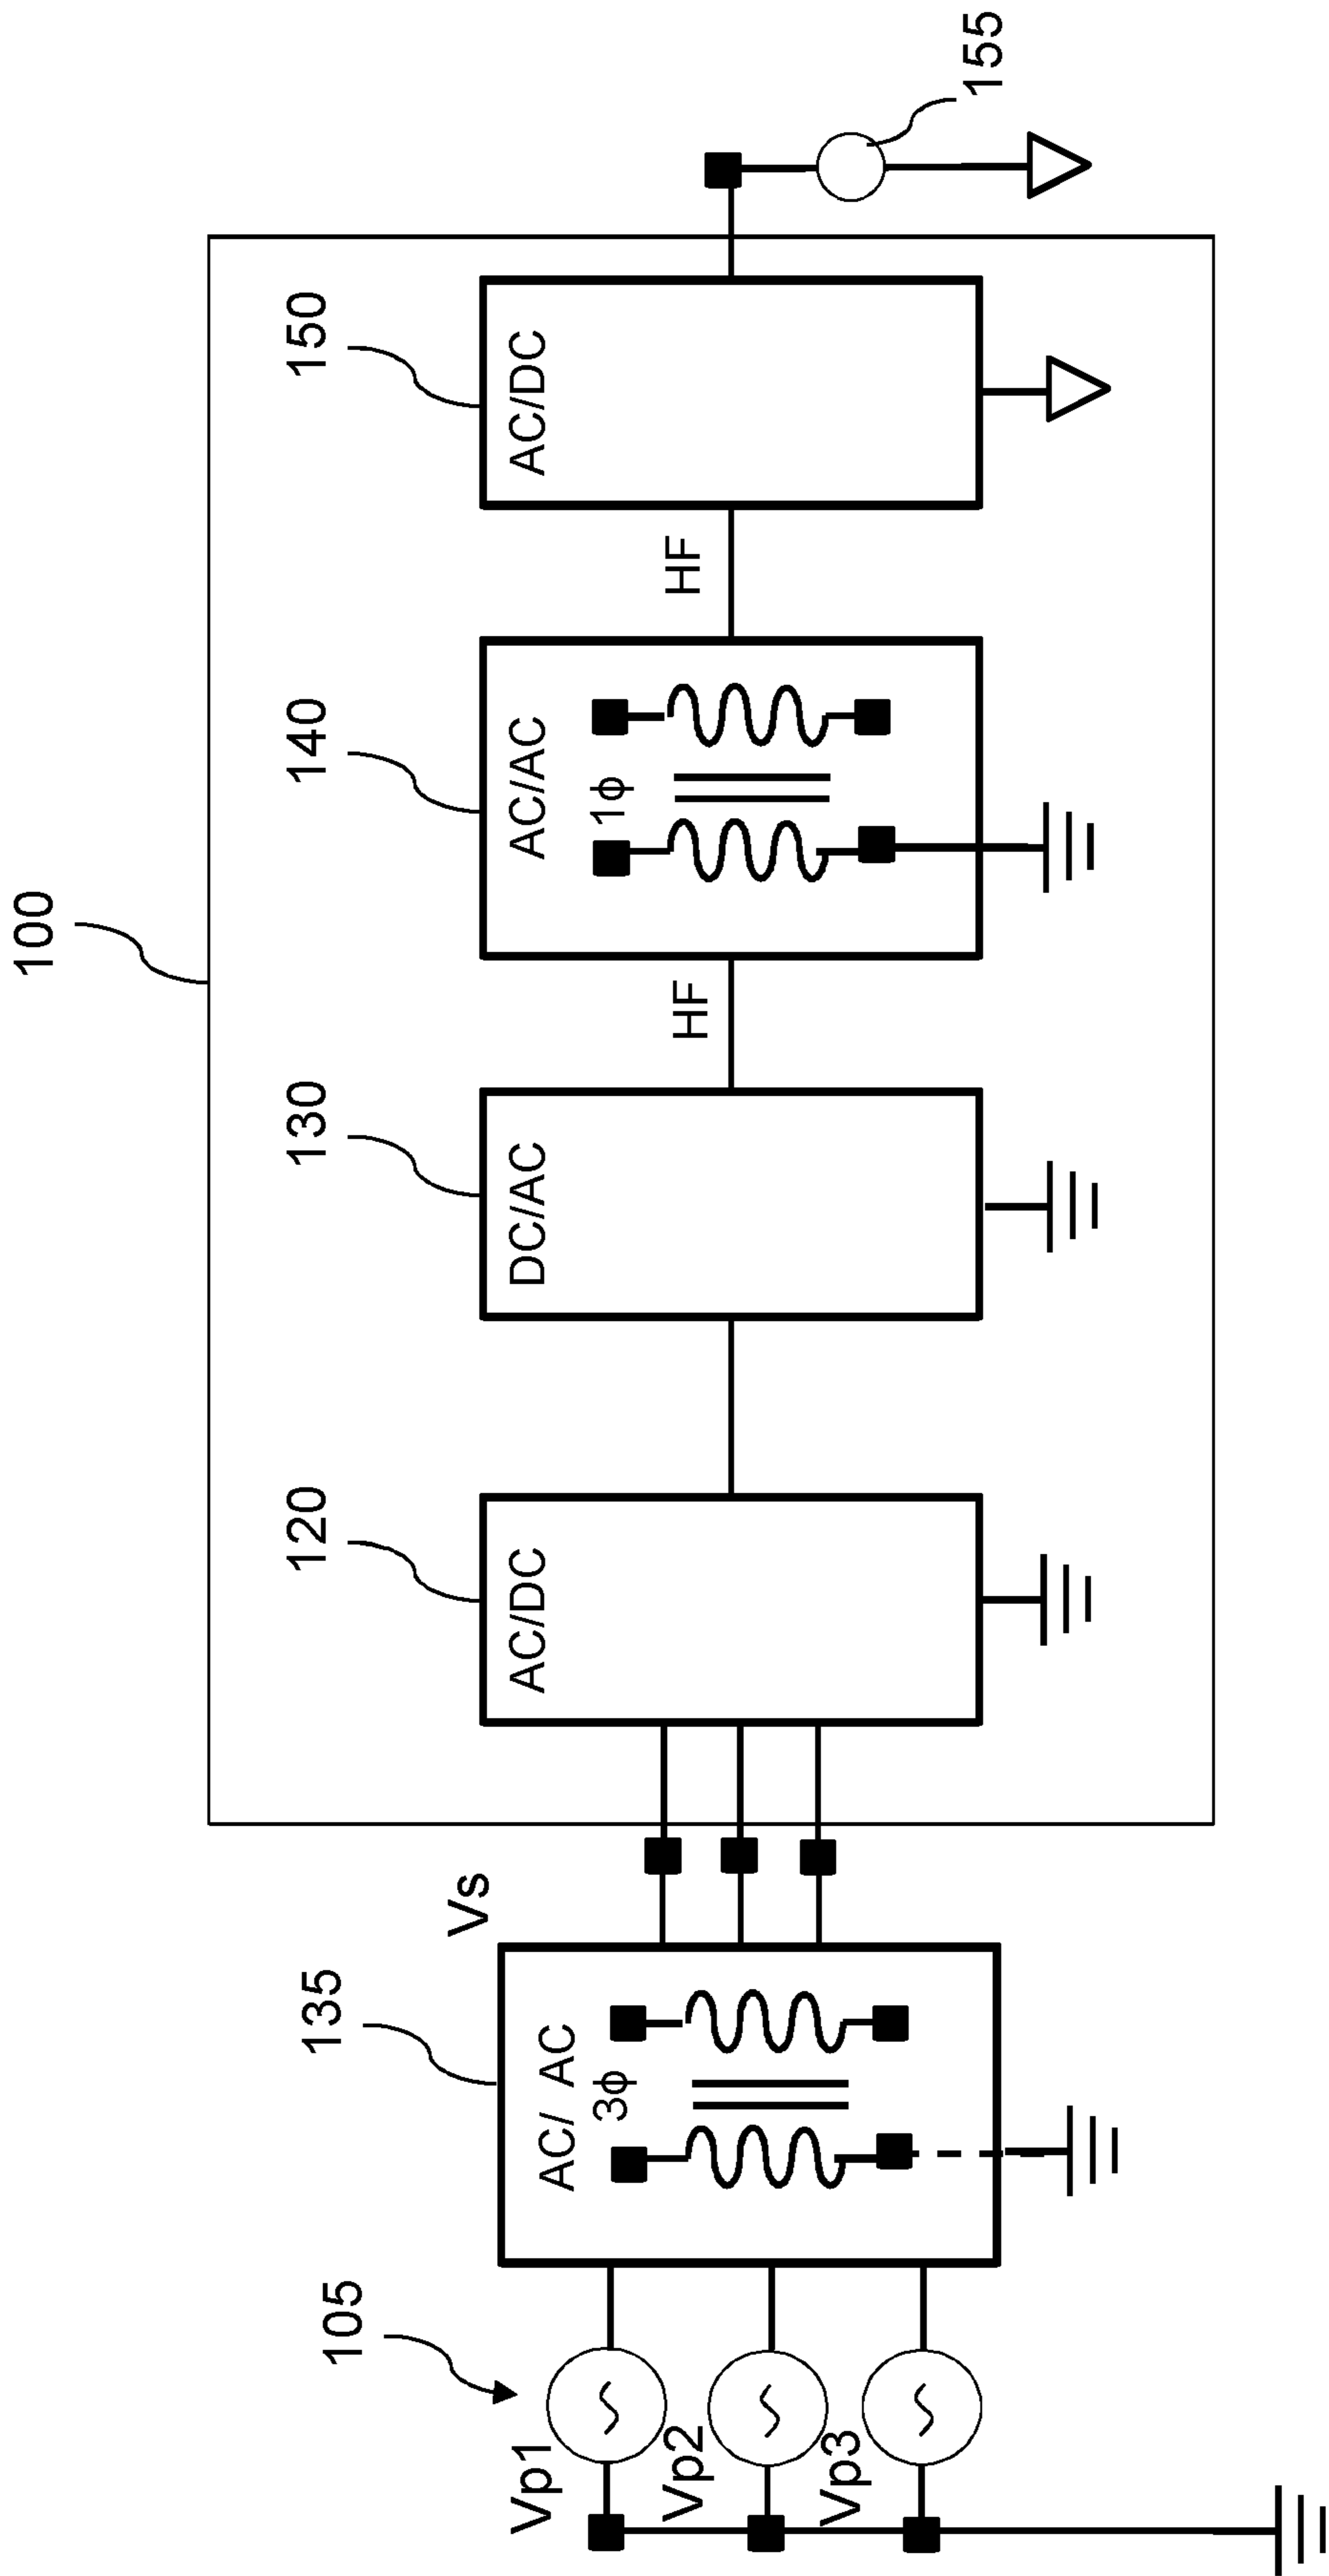 100
105
135
120
130
140
150
155
Vp1
Vp2
Vp3
AC/ AC
3ϕ
Vs
AC/DC
DC/AC
HF
AC/AC
1ϕ
HF
AC/DC